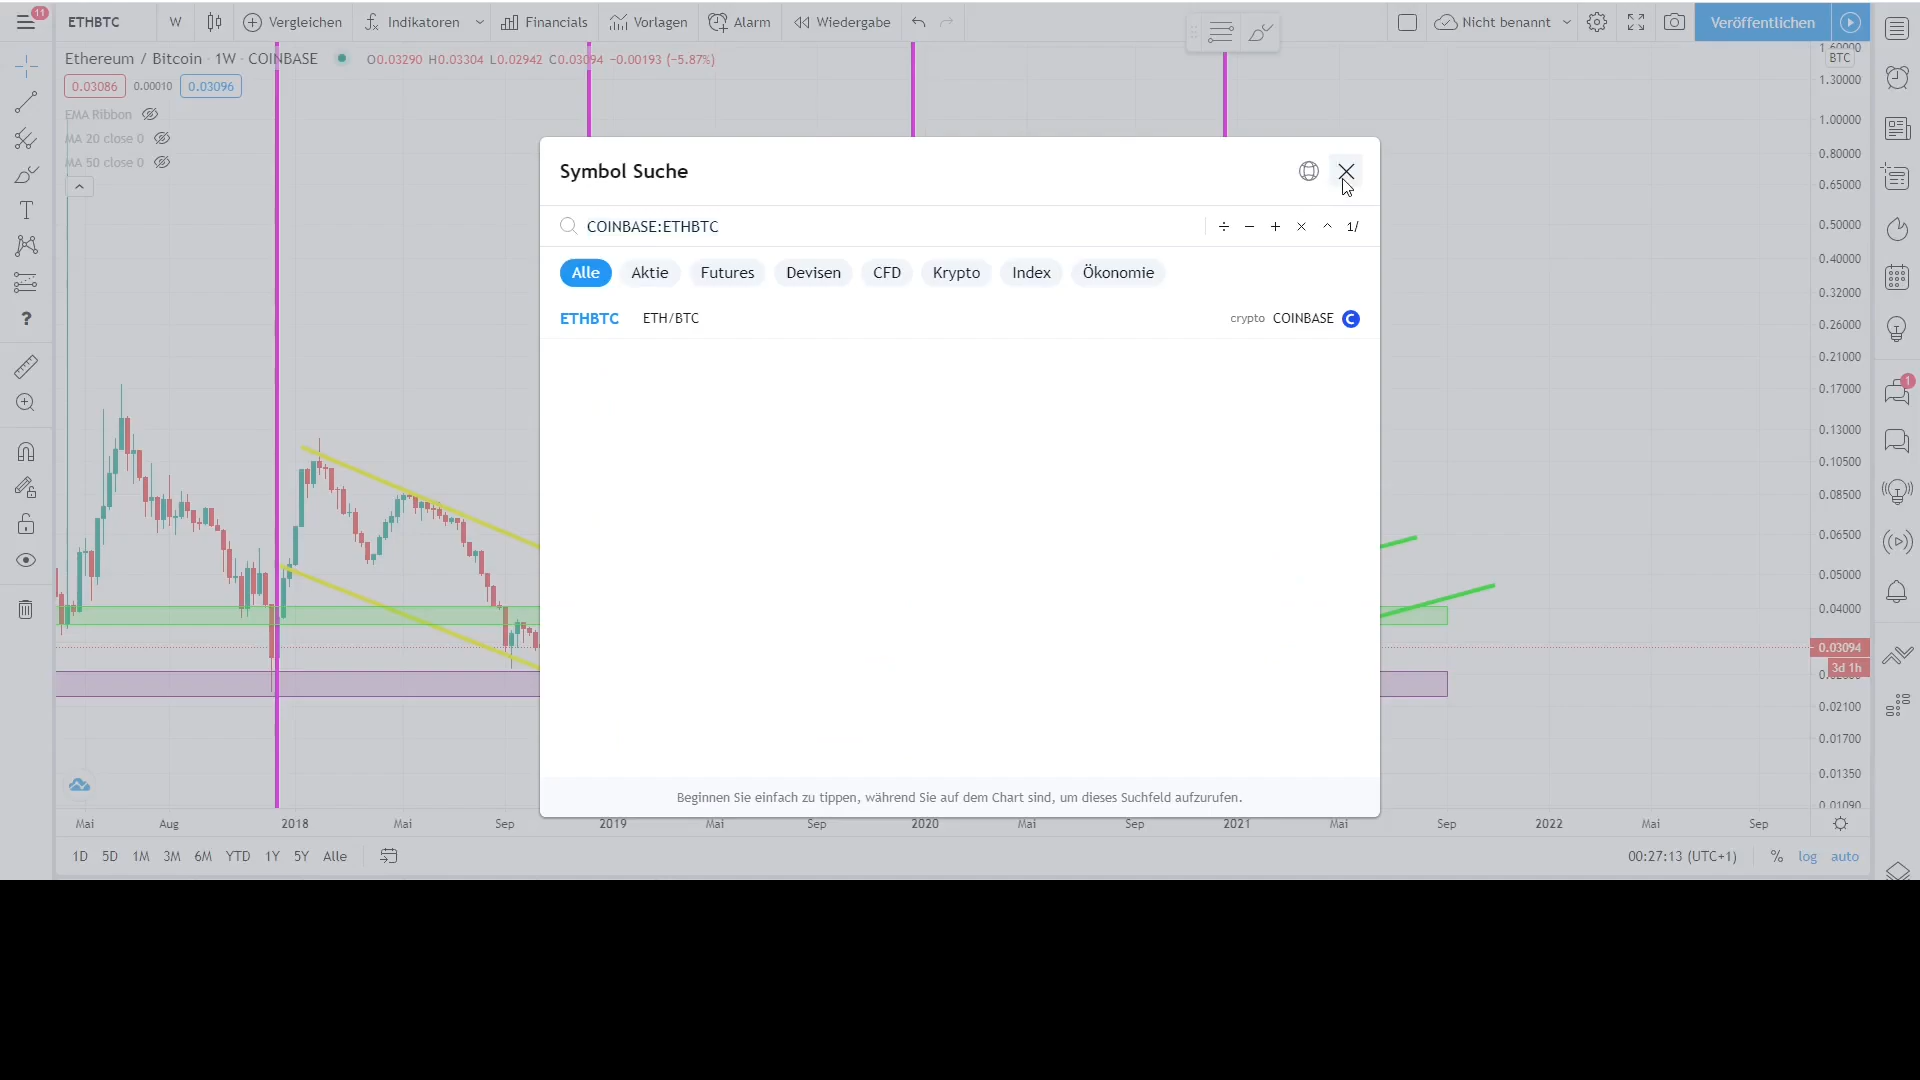 11
ETHBTC W Vergleichen Indikatoren Financials Vorlagen Alarm Wiedergabe Nicht benannt Veröffentlichen
Ethereum / Bitcoin · 1W · COINBASE O0.03290 H0.03304 L0.02942 C0.03094 −0.00193 (−5.87%)
0.03086 0.00010 0.03096
EMA Ribbon
MA 20 close 0
MA 50 close 0
Symbol Suche
COINBASE:ETHBTC ÷ − + × ^ 1/
Alle Aktie Futures Devisen CFD Krypto Index Ökonomie
ETHBTC ETH/BTC crypto COINBASE
Beginnen Sie einfach zu tippen, während Sie auf dem Chart sind, um dieses Suchfeld aufzurufen.
1.60000
BTC
1.30000
1.00000
0.80000
0.65000
0.50000
0.40000
0.32000
0.26000
0.21000
0.17000
0.13000
0.10500
0.08500
0.06500
0.05000
0.04000
0.03094
3d 1h
0.02100
0.01700
0.01350
0.01090
1
Mai Aug 2018 Mai Sep 2019 Mai Sep 2020 Mai Sep 2021 Mai Sep 2022 Mai Sep
1D 5D 1M 3M 6M YTD 1Y 5Y Alle 00:27:13 (UTC+1) % log auto